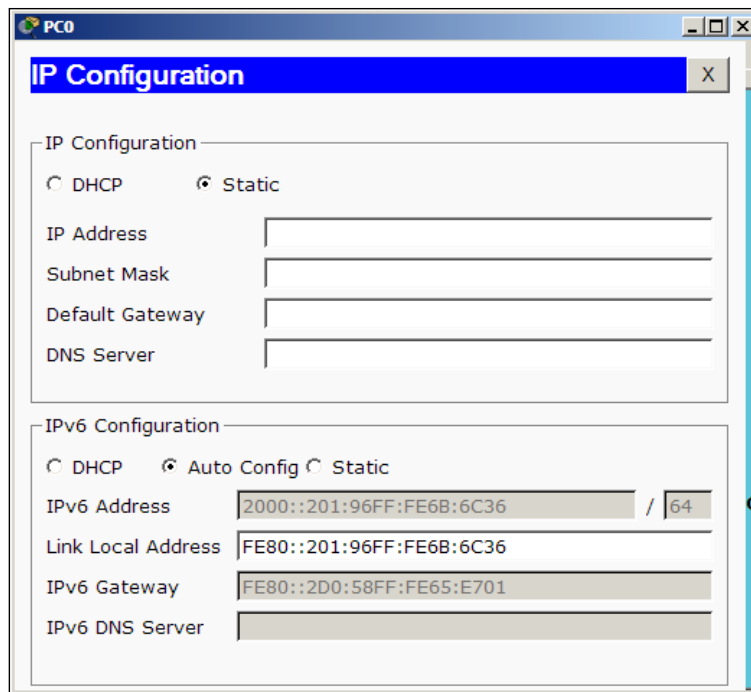 PC0
IP Configuration X
IP Configuration
DHCP Static
IP Address
Subnet Mask
Default Gateway
DNS Server
IPv6 Configuration
DHCP Auto Config Static
IPv6 Address 2000::201:96FF:FE6B:6C36 / 64
Link Local Address FE80::201:96FF:FE6B:6C36
IPv6 Gateway FE80::2D0:58FF:FE65:E701
IPv6 DNS Server